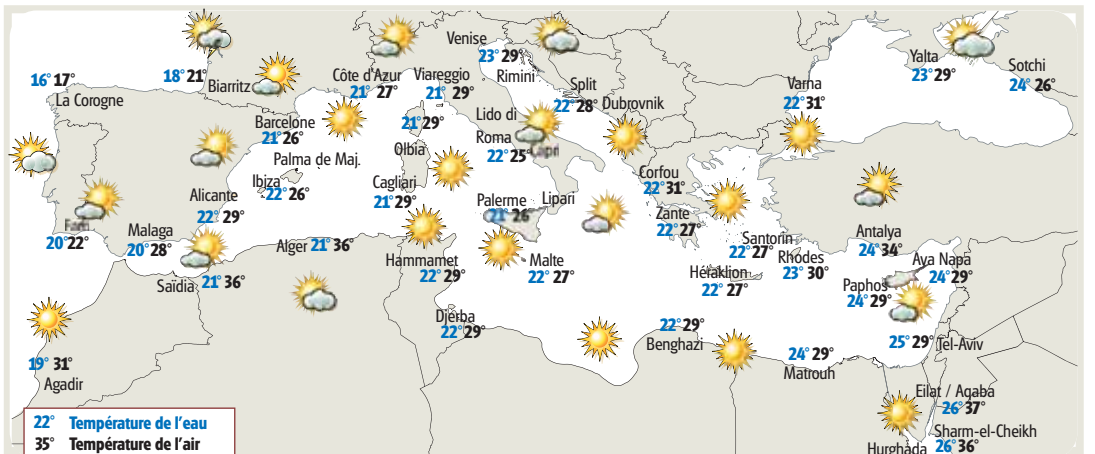 Venise
23° 29°
Rimini
Yalta
23° 29°
Sotchi
24° 26°
16° 17°
La Corogne
18° 21°
Biarritz
Côte d'Azur
21° 27°
Viareggio
21° 29°
Split
22° 28°
Dubrovnik
Varna
22° 31°
Barcelone
21° 26°
21° 29°
Olbia
Lido di
Roma
22° 25°
Capri
Palma de Maj.
Ibiza
22° 26°
Cagliari
21° 29°
Corfou
22° 31°
Alicante
22° 29°
Palerme
21° 26°
Lipari
Zante
22° 27°
Faro
20° 22°
Malaga
20° 28°
Alger 21° 36°
Santorin
22° 27°
Rhodes
23° 30°
Antalya
24° 34°
Saïdia
21° 36°
Hammamet
22° 29°
Malte
22° 27°
Héraklion
22° 27°
Aya Napa
24° 29°
Paphos
24° 29°
Djerba
22° 29°
22° 29°
Benghazi
25° 29°
Tel-Aviv
19° 31°
Agadir
24° 29°
Matrouh
Eilat / Aqaba
26° 37°
Sharm-el-Cheikh
26° 36°
Hurghada
22° Température de l'eau
35° Température de l'air